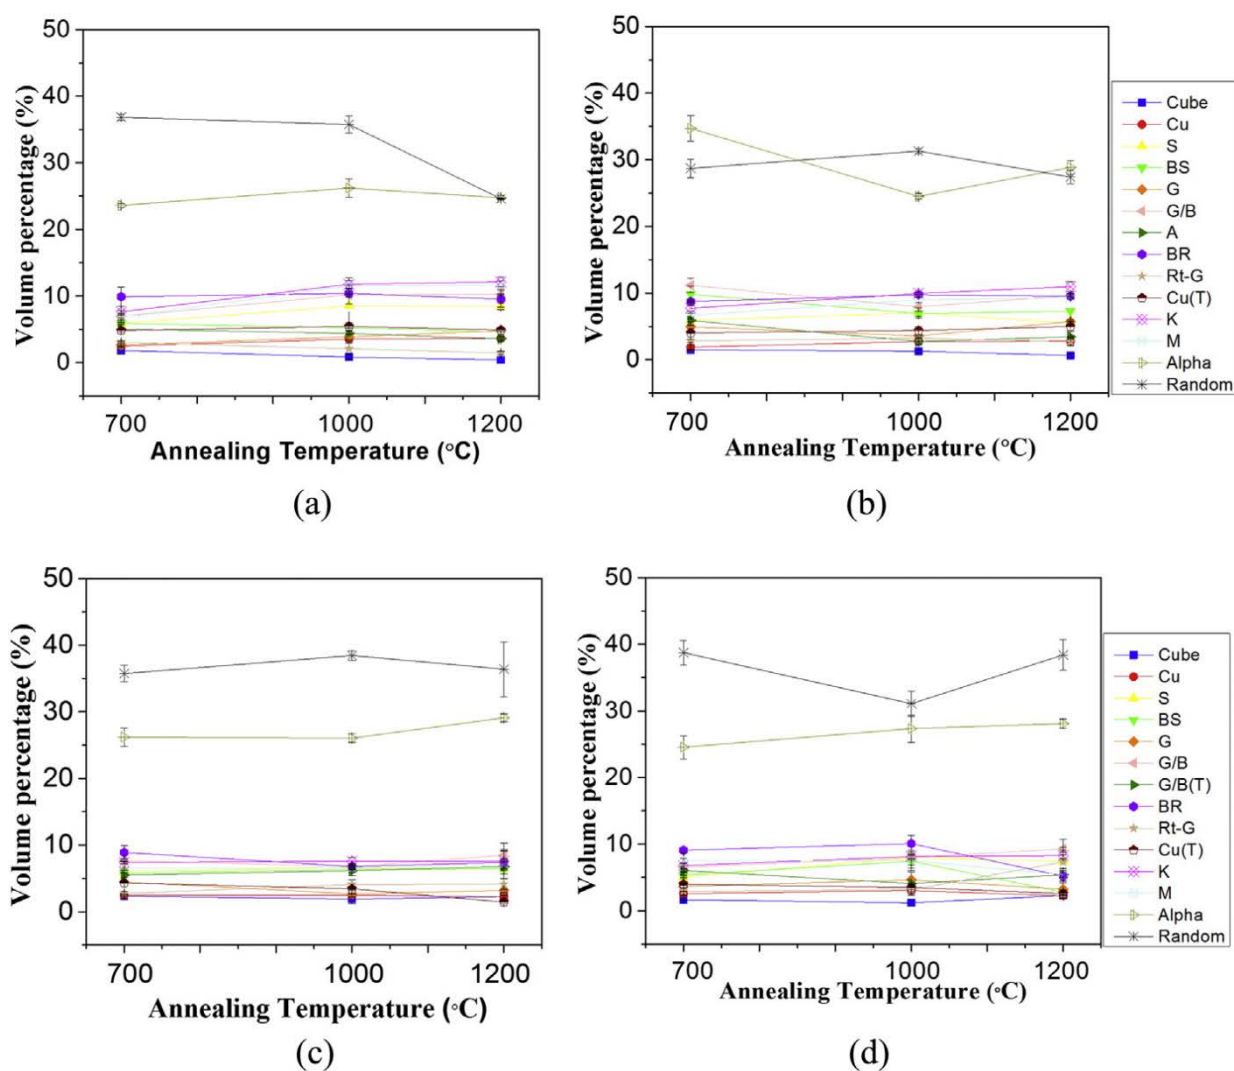 50
40
30
20
10
0
Volume percentage (%)
700
1000
1200
Annealing Temperature (°C)
(a)
50
40
30
20
10
0
Volume percentage (%)
700
1000
1200
Annealing Temperature (°C)
(b)
Cube
Cu
S
BS
G
G/B
A
BR
Rt-G
Cu(T)
K
M
Alpha
Random
50
40
30
20
10
0
Volume percentage (%)
700
1000
1200
Annealing Temperature (°C)
(c)
50
40
30
20
10
0
Volume percentage (%)
700
1000
1200
Annealing Temperature (°C)
(d)
Cube
Cu
S
BS
G
G/B
G/B(T)
BR
Rt-G
Cu(T)
K
M
Alpha
Random